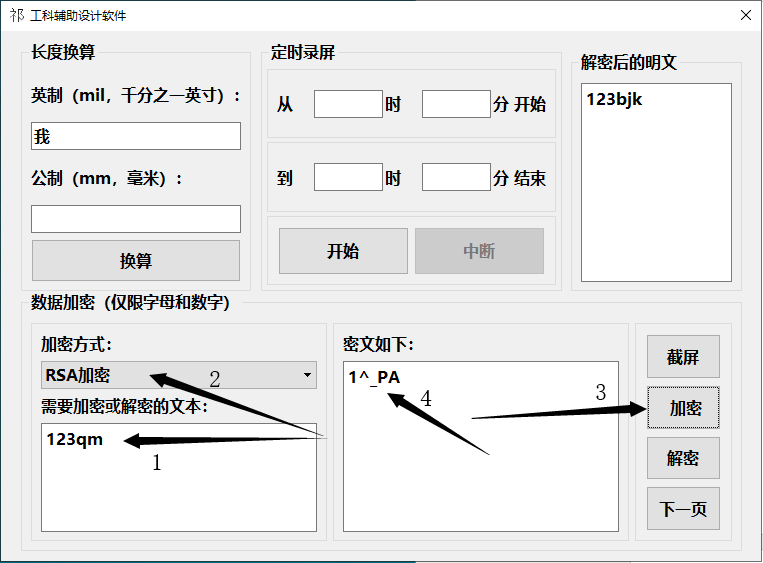 祁 工科辅助设计软件
长度换算
英制（mil，千分之一英寸）：
我
公制（mm，毫米）：
换算
定时录屏
从 时 分 开始
到 时 分 结束
开始 中断
解密后的明文
123bjk
数据加密（仅限字母和数字）
加密方式：
RSA加密
2
需要加密或解密的文本：
123qm
1
密文如下：
1^_PA
4
3
截屏
加密
解密
下一页